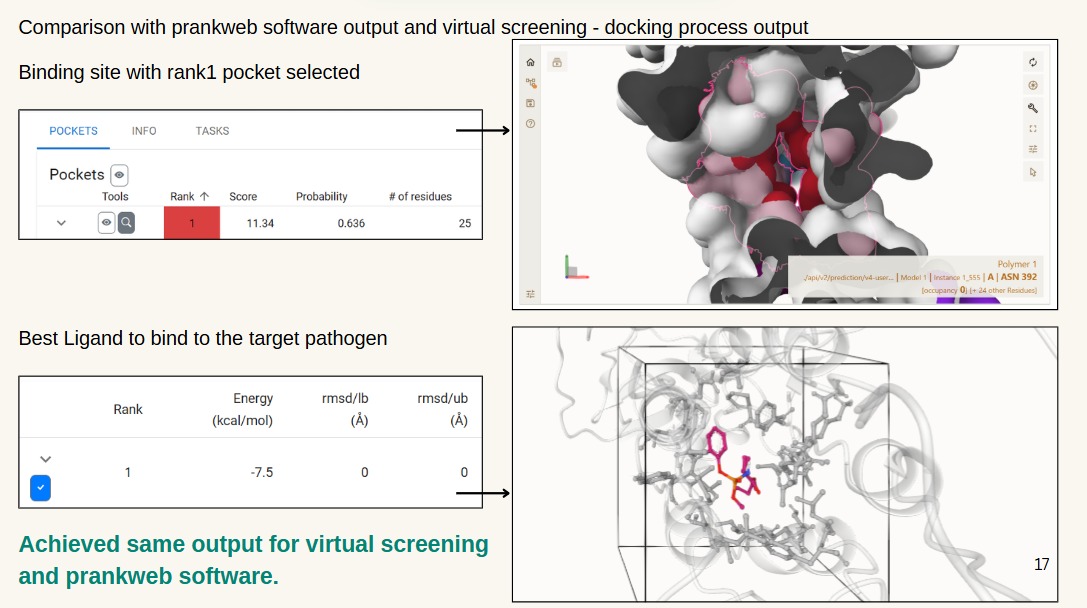 Comparison with prankweb software output and virtual screening - docking process output
Binding site with rank1 pocket selected
POCKETS INFO TASKS
Pockets
Tools Rank ↑ Score Probability # of residues
1 11.34 0.636 25
Polymer 1
./api/v2/prediction/v4-user... | Model 1 | Instance 1_555 | A | ASN 392
[occupancy 0] (+ 24 other Residues)
Best Ligand to bind to the target pathogen
Rank Energy (kcal/mol) rmsd/lb (Å) rmsd/ub (Å)
1 -7.5 0 0
Achieved same output for virtual screening
and prankweb software.
17